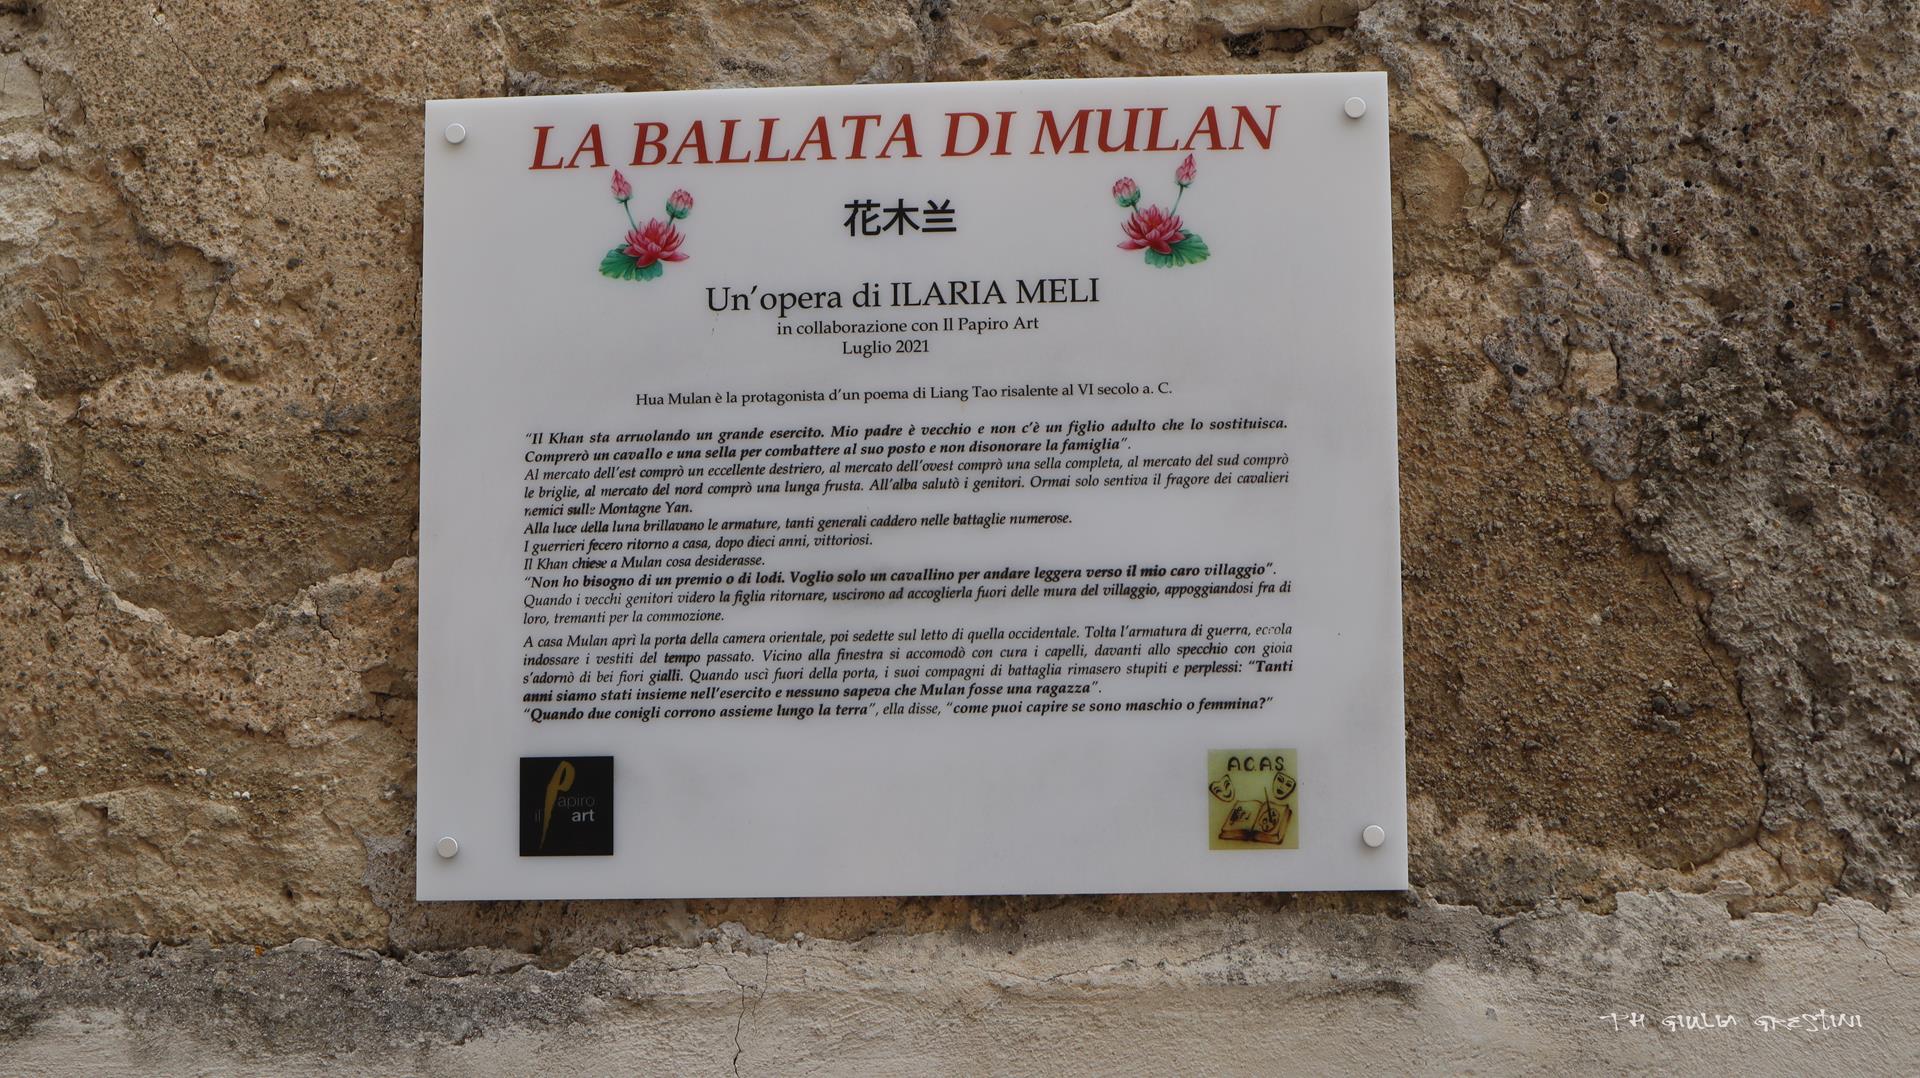 LA BALLATA DI MULAN
花木兰
Un'opera di ILARIA MELI
in collaborazione con Il Papiro Art
Luglio 2021
Hua Mulan è la protagonista d'un poema di Liang Tao risalente al VI secolo a. C.
"Il Khan sta arruolando un grande esercito. Mio padre è vecchio e non c'è un figlio adulto che lo sostituisca.
Comprerò un cavallo e una sella per combattere al suo posto e non disonorare la famiglia".
Al mercato dell'est comprò un eccellente destriero, al mercato dell'ovest comprò una sella completa, al mercato del sud comprò
le briglie, al mercato del nord comprò una lunga frusta. All'alba salutò i genitori. Ormai solo sentiva il fragore dei cavalieri
nemici sulle Montagne Yan.
Alla luce della luna brillavano le armature, tanti generali caddero nelle battaglie numerose.
I guerrieri fecero ritorno a casa, dopo dieci anni, vittoriosi.
Il Khan chiese a Mulan cosa desiderasse.
"Non ho bisogno di un premio o di lodi. Voglio solo un cavallino per andare leggera verso il mio caro villaggio".
Quando i vecchi genitori videro la figlia ritornare, uscirono ad accoglierla fuori delle mura del villaggio, appoggiandosi fra di
loro, tremanti per la commozione.
A casa Mulan aprì la porta della camera orientale, poi sedette sul letto di quella occidentale. Tolta l'armatura di guerra, eccola
indossare i vestiti del tempo passato. Vicino alla finestra si accomodò con cura i capelli, davanti allo specchio con gioia
s'adornò di bei fiori gialli. Quando uscì fuori della porta, i suoi compagni di battaglia rimasero stupiti e perplessi: "Tanti
anni siamo stati insieme nell'esercito e nessuno sapeva che Mulan fosse una ragazza".
"Quando due conigli corrono assieme lungo la terra", ella disse, "come puoi capire se sono maschio o femmina?"
il Papiro
art
A.C.A.S.
PH GIULIA GRESTINI